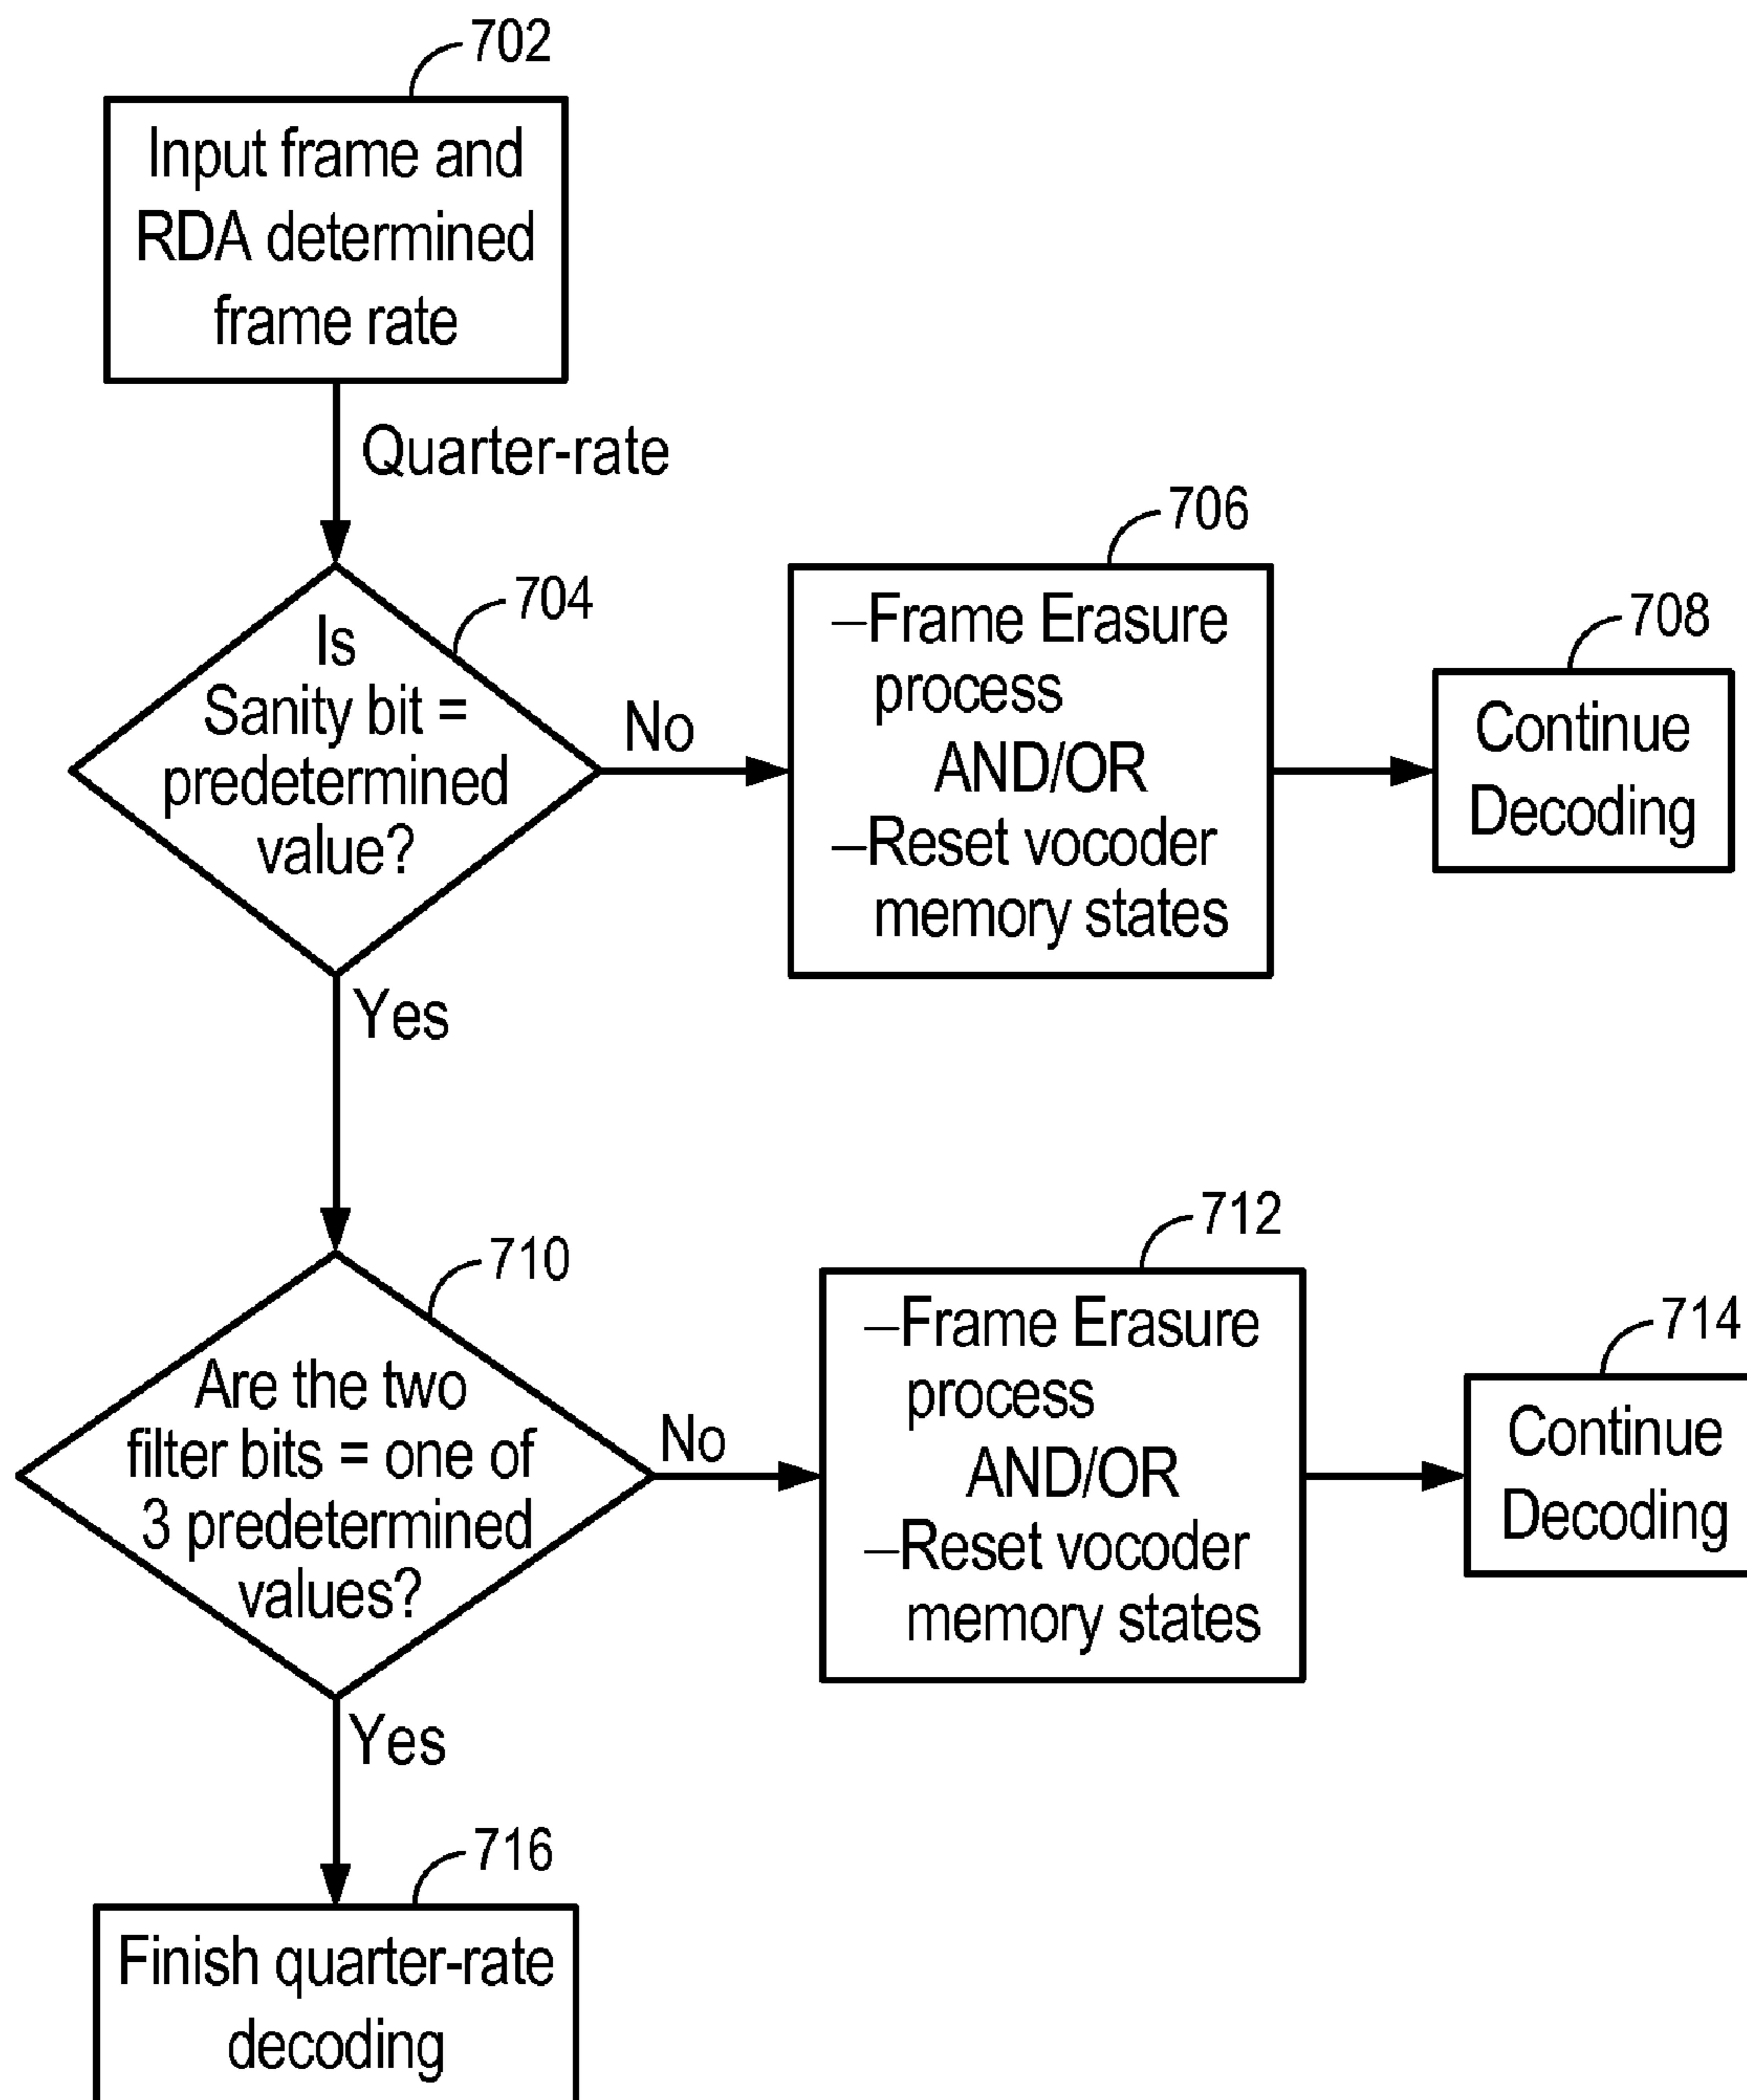 702
Input frame and
RDA determined
frame rate
Quarter-rate
704
Is
Sanity bit =
predetermined
value?
No
706
–Frame Erasure
process
AND/OR
–Reset vocoder
memory states
708
Continue
Decoding
Yes
710
Are the two
filter bits = one of
3 predetermined
values?
No
712
–Frame Erasure
process
AND/OR
–Reset vocoder
memory states
714
Continue
Decoding
Yes
716
Finish quarter-rate
decoding